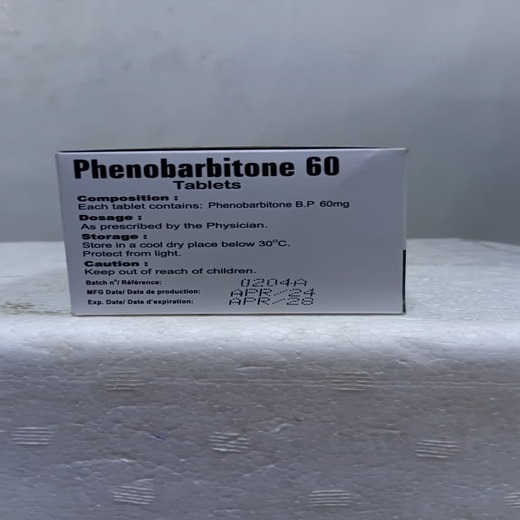 Phenobarbitone 60
Tablets
Composition :
Each tablet contains: Phenobarbitone B.P. 60mg
Dosage :
As prescribed by the Physician.
Storage :
Store in a cool dry place below 30°C.
Protect from light.
Caution :
Keep out of reach of children.
Batch n°/ Référence: 0204A
MFG Date/ Date de production: APR/24
Exp. Date/ Date d'expiration: APR/28